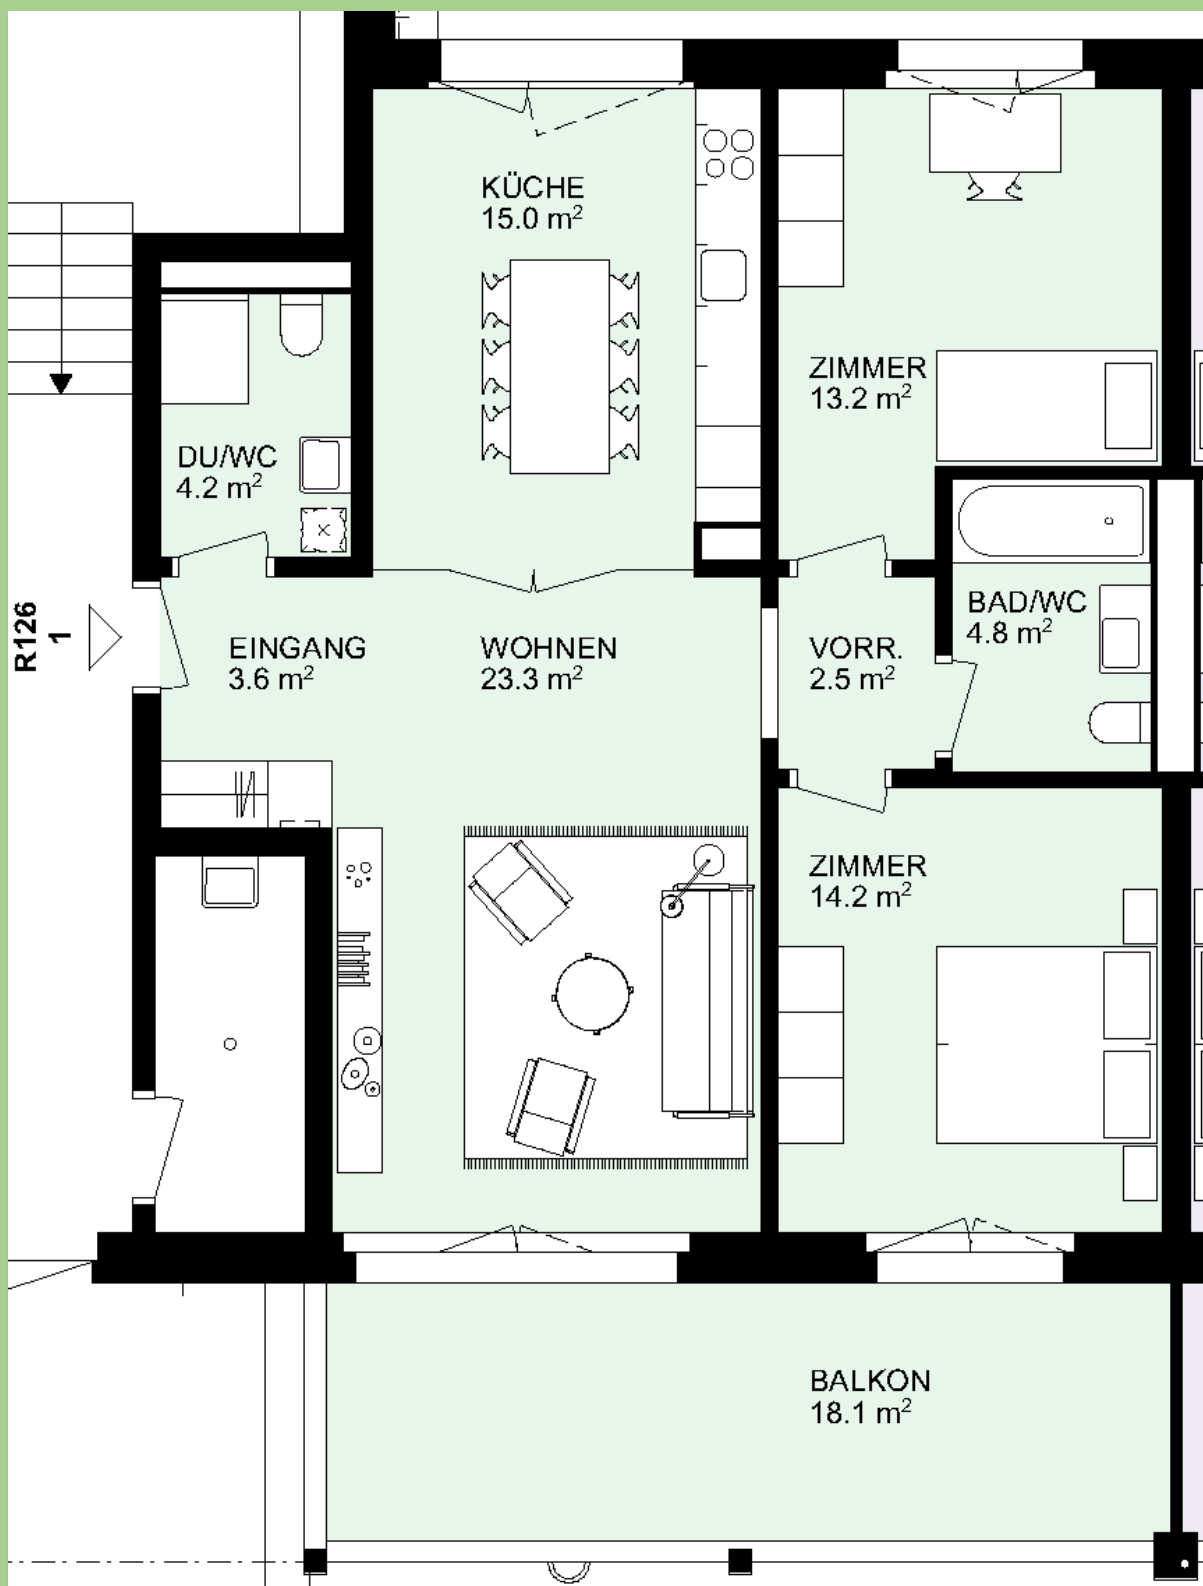 KÜCHE
15.0 m²
ZIMMER
13.2 m²
DU/WC
4.2 m²
R126
1
EINGANG
3.6 m²
WOHNEN
23.3 m²
VORR.
2.5 m²
BAD/WC
4.8 m²
ZIMMER
14.2 m²
BALKON
18.1 m²